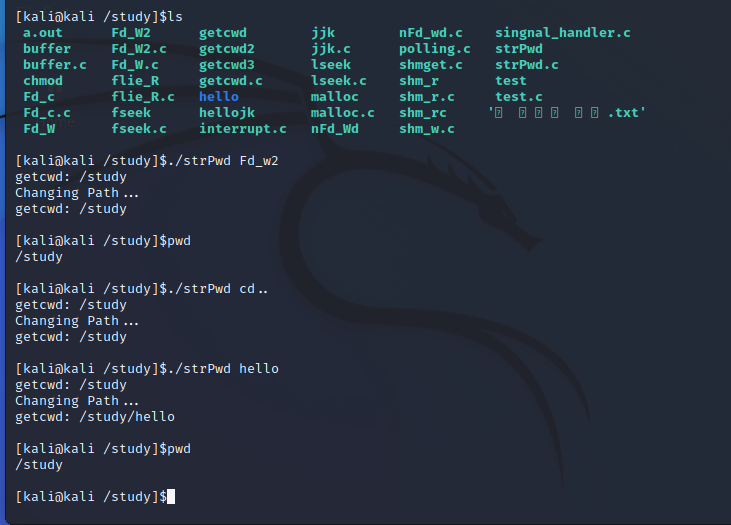 [kali@kali /study]$ls
a.out Fd_W2 getcwd jjk nFd_wd.c singnal_handler.c
buffer Fd_W2.c getcwd2 jjk.c polling.c strPwd
buffer.c Fd_W.c getcwd3 lseek shmget.c strPwd.c
chmod flie_R getcwd.c lseek.c shm_r test
Fd_c flie_R.c hello malloc shm_r.c test.c
Fd_c.c fseek hellojk malloc.c shm_rc '.txt'
Fd_W fseek.c interrupt.c nFd_Wd shm_w.c
[kali@kali /study]$./strPwd Fd_w2
getcwd: /study
Changing Path...
getcwd: /study
[kali@kali /study]$pwd
/study
[kali@kali /study]$./strPwd cd..
getcwd: /study
Changing Path...
getcwd: /study
[kali@kali /study]$./strPwd hello
getcwd: /study
Changing Path...
getcwd: /study/hello
[kali@kali /study]$pwd
/study
[kali@kali /study]$